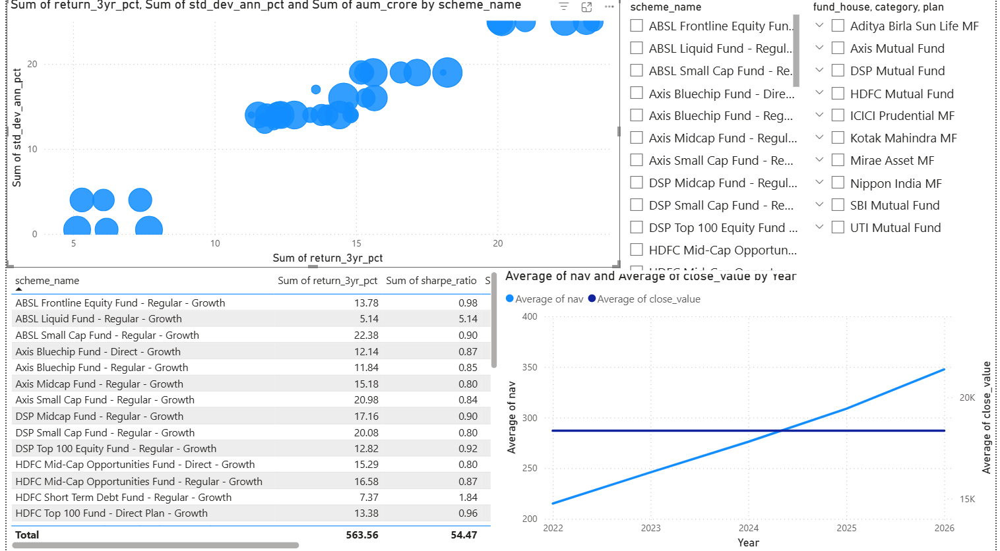 Sum of return_3yr_pct, Sum of std_dev_ann_pct and Sum of aum_crore by scheme_name
Sum of std_dev_ann_pct
20
10
0
5
10
15
20
Sum of return_3yr_pct
scheme_name
ABSL Frontline Equity Fun...
ABSL Liquid Fund - Regul...
ABSL Small Cap Fund - Re...
Axis Bluechip Fund - Dire...
Axis Bluechip Fund - Reg...
Axis Midcap Fund - Regul...
Axis Small Cap Fund - Re...
DSP Midcap Fund - Regul...
DSP Small Cap Fund - Re...
DSP Top 100 Equity Fund ...
HDFC Mid-Cap Opportun...
fund_house, category, plan
Aditya Birla Sun Life MF
Axis Mutual Fund
DSP Mutual Fund
HDFC Mutual Fund
ICICI Prudential MF
Kotak Mahindra MF
Mirae Asset MF
Nippon India MF
SBI Mutual Fund
UTI Mutual Fund
scheme_name Sum of return_3yr_pct Sum of sharpe_ratio S
ABSL Frontline Equity Fund - Regular - Growth 13.78 0.98
ABSL Liquid Fund - Regular - Growth 5.14 5.14
ABSL Small Cap Fund - Regular - Growth 22.38 0.90
Axis Bluechip Fund - Direct - Growth 12.14 0.87
Axis Bluechip Fund - Regular - Growth 11.84 0.85
Axis Midcap Fund - Regular - Growth 15.18 0.80
Axis Small Cap Fund - Regular - Growth 20.98 0.84
DSP Midcap Fund - Regular - Growth 17.16 0.90
DSP Small Cap Fund - Regular - Growth 20.08 0.80
DSP Top 100 Equity Fund - Regular - Growth 12.82 0.92
HDFC Mid-Cap Opportunities Fund - Direct - Growth 15.29 0.80
HDFC Mid-Cap Opportunities Fund - Regular - Growth 16.58 0.87
HDFC Short Term Debt Fund - Regular - Growth 7.37 1.84
HDFC Top 100 Fund - Direct Plan - Growth 13.38 0.96
Total 563.56 54.47
Average of nav and Average of close_value by Year
Average of nav Average of close_value
Average of nav
400
350
300
250
200
2022
2023
2024
2025
2026
Year
20K
15K
Average of close_value